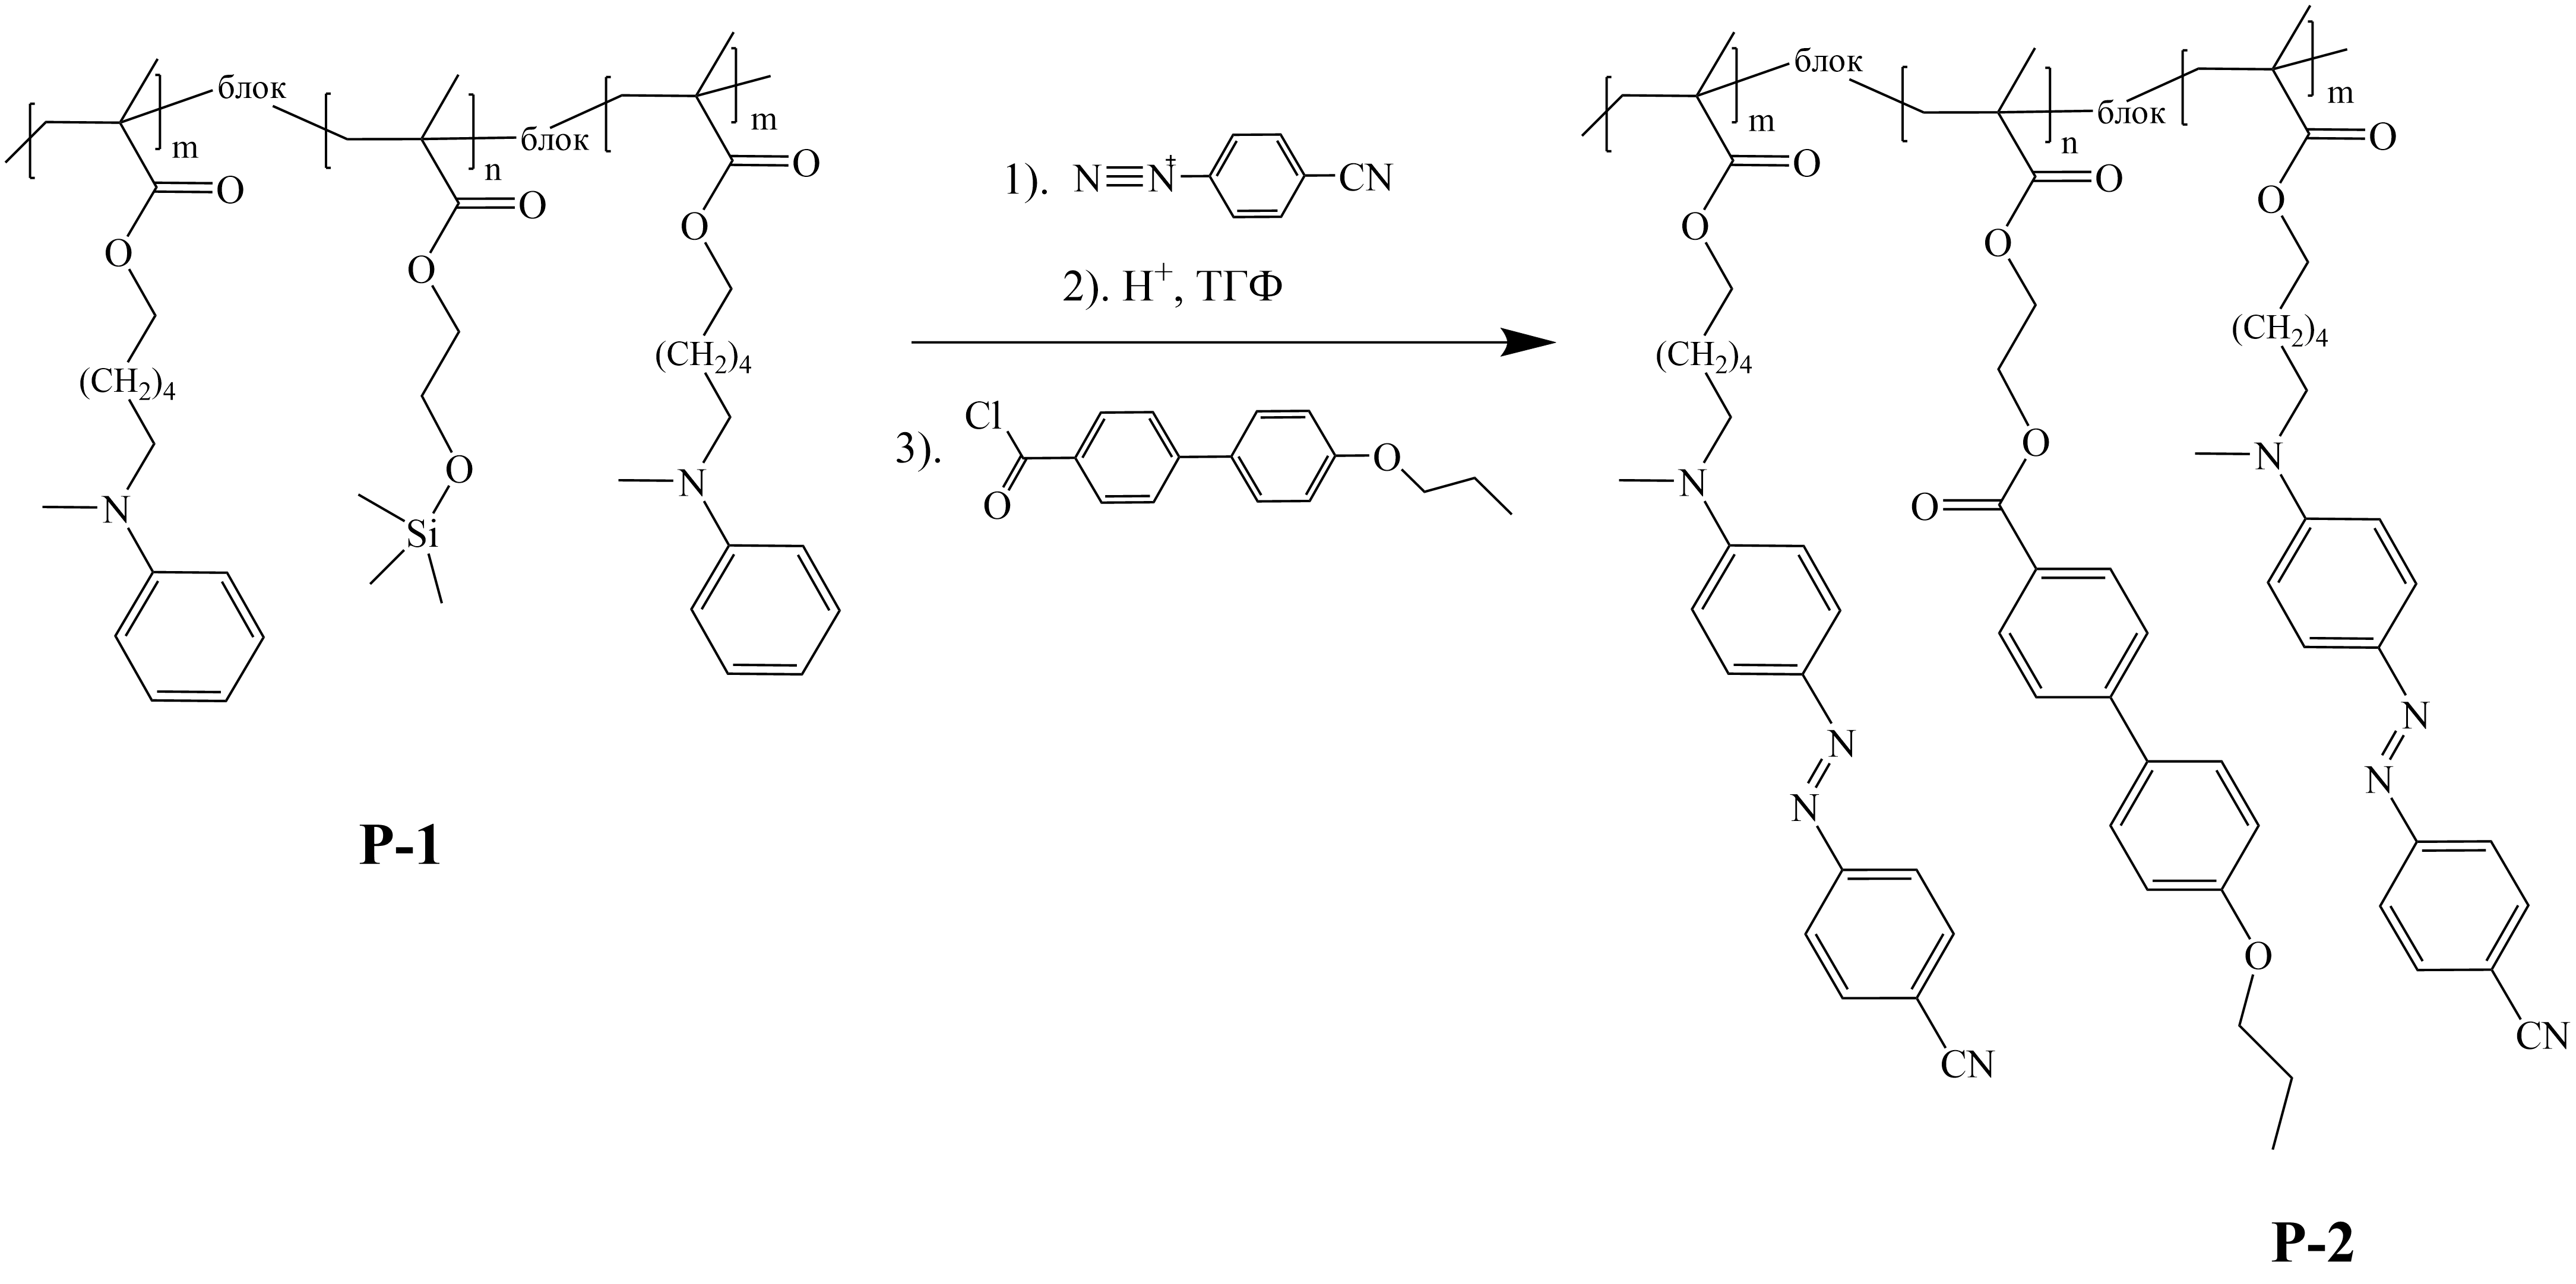 блок
блок
m
n
m
O
O
O
O
O
O
(CH₂)₄
(CH₂)₄
O
N
Si
N
P-1
1). N≡N⁺ CN
2). H⁺, ТГФ
3). Cl
O
O
блок
блок
m
n
m
O
O
O
O
O
O
(CH₂)₄
(CH₂)₄
O
N
O
N
N
N
N
N
O
CN
CN
P-2